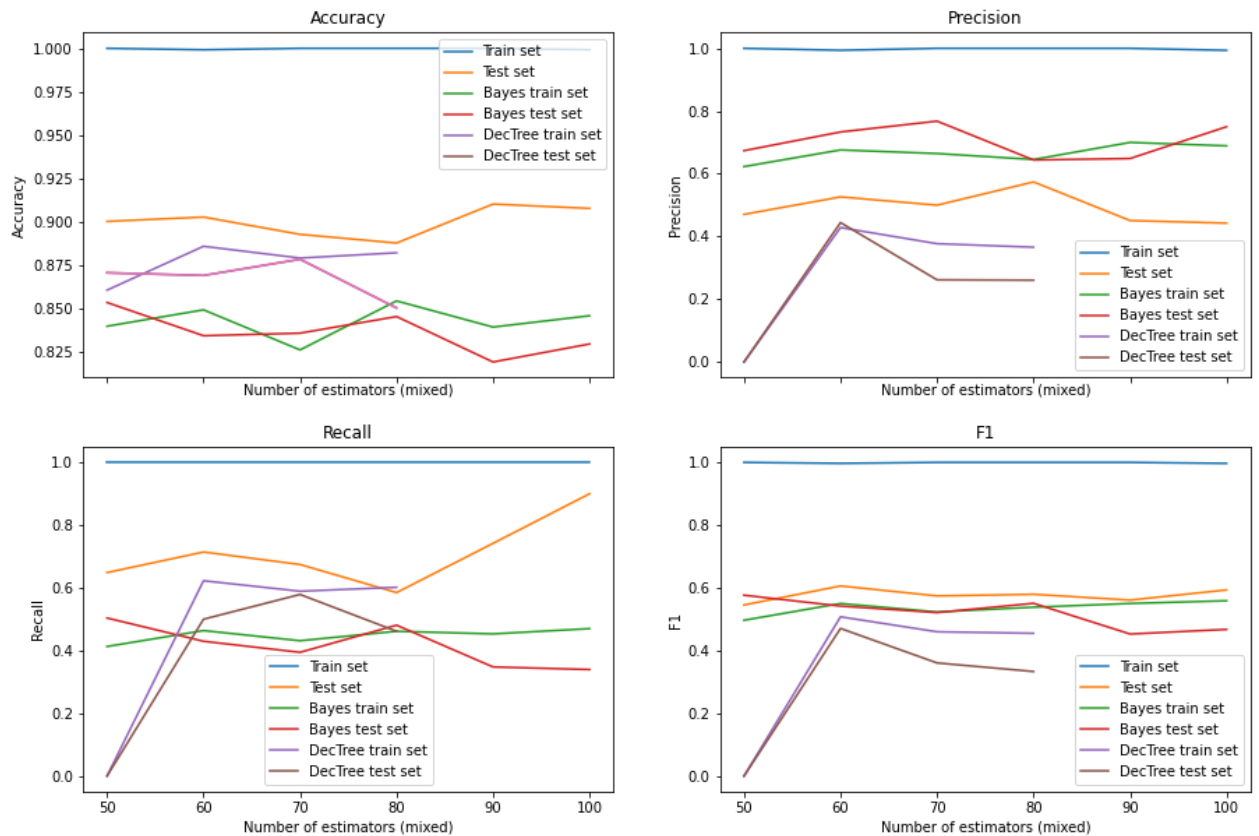 Accuracy
1.000
0.975
0.950
0.925
0.900
0.875
0.850
0.825
Accuracy
Train set
Test set
Bayes train set
Bayes test set
DecTree train set
DecTree test set
Number of estimators (mixed)
Precision
1.0
0.8
0.6
0.4
0.2
0.0
Precision
Train set
Test set
Bayes train set
Bayes test set
DecTree train set
DecTree test set
Number of estimators (mixed)
Recall
1.0
0.8
0.6
0.4
0.2
0.0
Recall
Train set
Test set
Bayes train set
Bayes test set
DecTree train set
DecTree test set
50 60 70 80 90 100
Number of estimators (mixed)
F1
1.0
0.8
0.6
0.4
0.2
0.0
F1
Train set
Test set
Bayes train set
Bayes test set
DecTree train set
DecTree test set
50 60 70 80 90 100
Number of estimators (mixed)